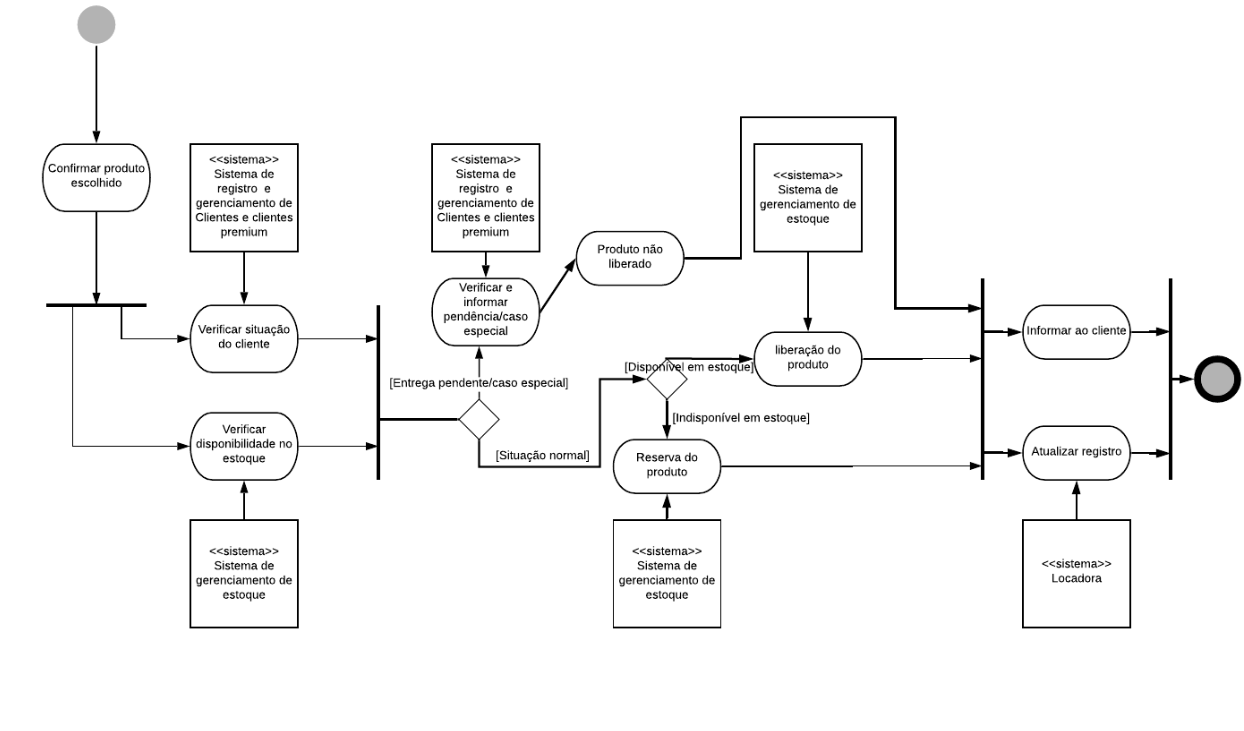 Confirmar produto
escolhido
<<sistema>>
Sistema de
registro e
gerenciamento de
Clientes e clientes
premium
<<sistema>>
Sistema de
registro e
gerenciamento de
Clientes e clientes
premium
<<sistema>>
Sistema de
gerenciamento de
estoque
Produto não
liberado
Verificar e
informar
pendência/caso
especial
Verificar situação
do cliente
[Entrega pendente/caso especial]
[Disponível em estoque]
liberação do
produto
Informar ao cliente
[Indisponível em estoque]
Verificar
disponibilidade no
estoque
[Situação normal]
Reserva do
produto
Atualizar registro
<<sistema>>
Sistema de
gerenciamento de
estoque
<<sistema>>
Sistema de
gerenciamento de
estoque
<<sistema>>
Locadora